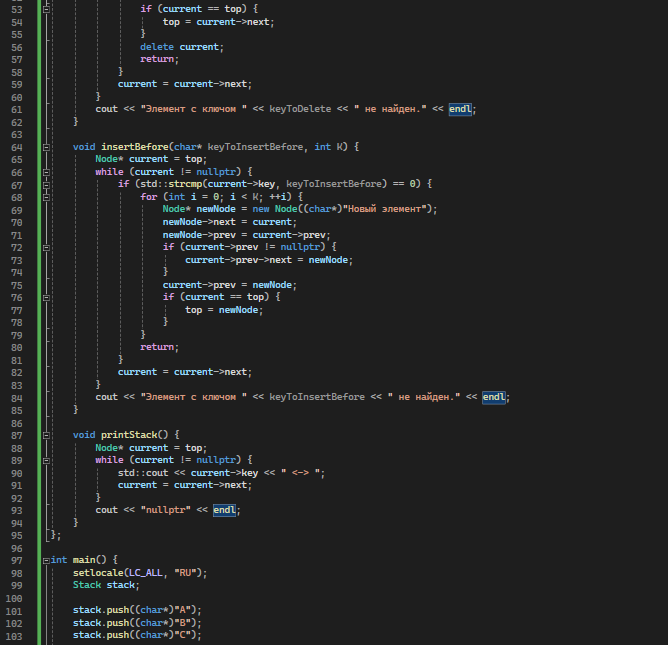 53 if (current == top) {
54 top = current->next;
55 }
56 delete current;
57 return;
58 }
59 current = current->next;
60 }
61 cout << "Элемент с ключом " << keyToDelete << " не найден." << endl;
62 }
63
64 void insertBefore(char* keyToInsertBefore, int K) {
65 Node* current = top;
66 while (current != nullptr) {
67 if (std::strcmp(current->key, keyToInsertBefore) == 0) {
68 for (int i = 0; i < K; ++i) {
69 Node* newNode = new Node((char*)"Новый элемент");
70 newNode->next = current;
71 newNode->prev = current->prev;
72 if (current->prev != nullptr) {
73 current->prev->next = newNode;
74 }
75 current->prev = newNode;
76 if (current == top) {
77 top = newNode;
78 }
79 }
80 return;
81 }
82 current = current->next;
83 }
84 cout << "Элемент с ключом " << keyToInsertBefore << " не найден." << endl;
85 }
86
87 void printStack() {
88 Node* current = top;
89 while (current != nullptr) {
90 std::cout << current->key << " <-> ";
91 current = current->next;
92 }
93 cout << "nullptr" << endl;
94 }
95 };
96
97 int main() {
98 setlocale(LC_ALL, "RU");
99 Stack stack;
100
101 stack.push((char*)"A");
102 stack.push((char*)"B");
103 stack.push((char*)"C");